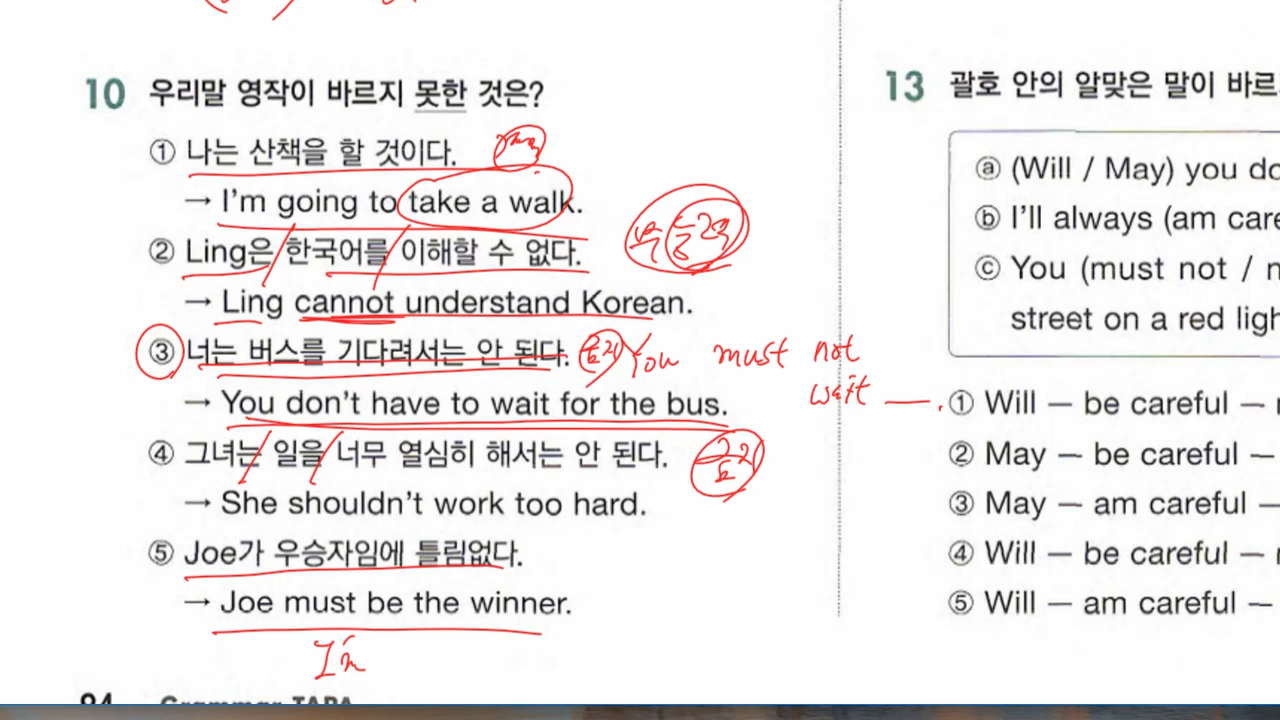 10 우리말 영작이 바르지 못한 것은?
① 나는 산책을 할 것이다.
→ I'm going to take a walk.
② Ling은 한국어를 이해할 수 없다.
→ Ling cannot understand Korean.
③ 너는 버스를 기다려서는 안 된다.
You must not
wait
→ You don't have to wait for the bus.
④ 그녀는 일을 너무 열심히 해서는 안 된다.
→ She shouldn't work too hard.
⑤ Joe가 우승자임에 틀림없다.
→ Joe must be the winner.
I'm
13 괄호 안의 알맞은 말이 바르
ⓐ (Will / May) you do
ⓑ I'll always (am care
ⓒ You (must not / n
street on a red ligh
① Will — be careful —
② May — be careful —
③ May — am careful —
④ Will — be careful —
⑤ Will — am careful —